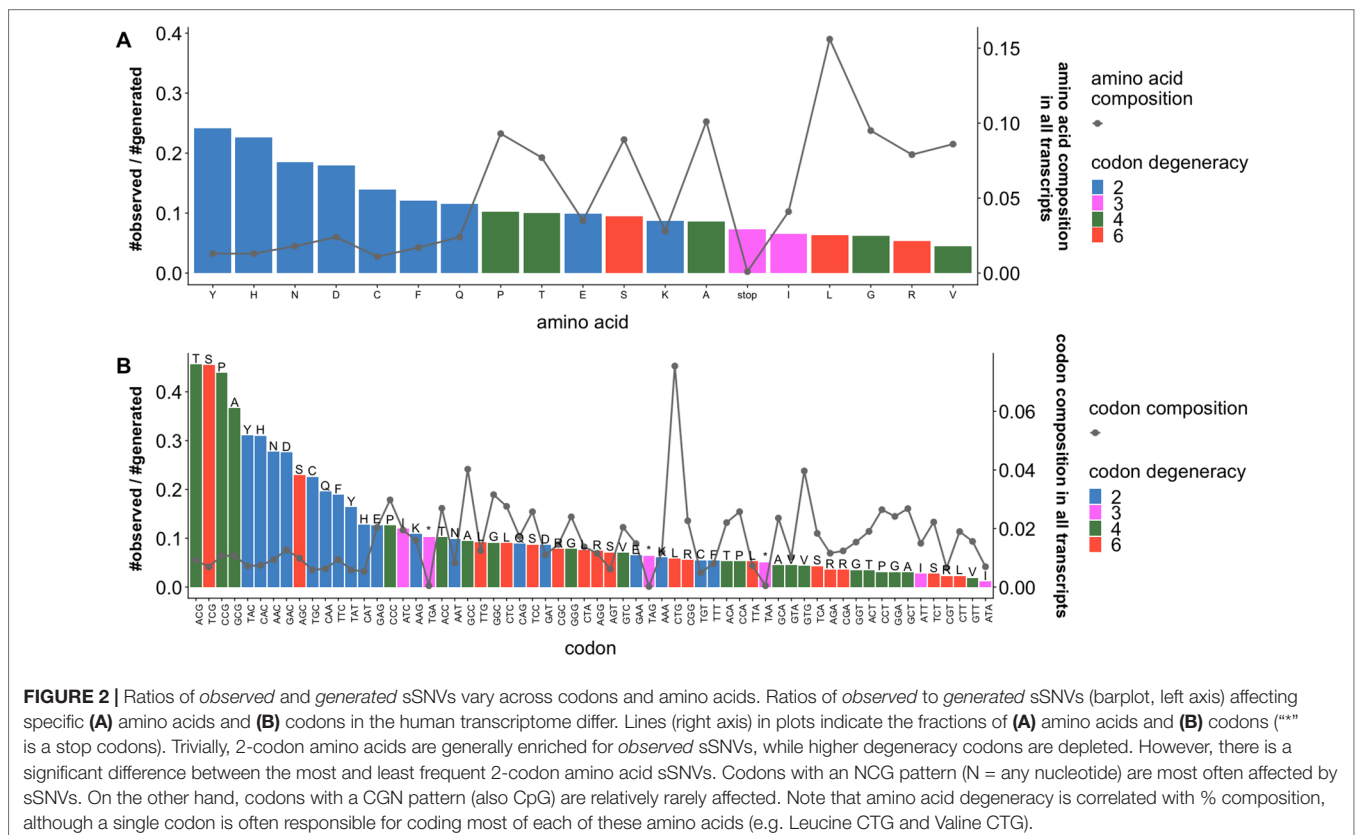 A
0.4
0.3
0.2
0.1
0.0
#observed / #generated
Y H N D C F Q P T E S K A stop I L G R V
amino acid
0.15
0.10
0.05
0.00
amino acid composition
in all transcripts
amino acid
composition
codon degeneracy
2
3
4
6
B
0.4
0.3
0.2
0.1
0.0
#observed / #generated
T S P A Y H N D S C Q F Y H E P I K * T N A L G L Q S D R G L R S V E * K L R C F T P L * A V V S R R G T P G A I S R L V I
ACG TCG CCG GCG TAC CAC AAC GAC AGC TGC CAA TTC TAT CAT GAG CCC ATC AAG TGA ACC AAT GCC TTG GGC CTC CAG TCC GAT CGC GGG CTA AGG AGT GTC GAA TAG AAA CTG CGG TGT TTT ACA CCA TTA TAA GCA GTA GTG TCA AGA CGA GGT ACT CCT GGA GCT ATT TCT CGT CTT GTT ATA
codon
0.06
0.04
0.02
0.00
codon composition in all transcripts
codon composition
codon degeneracy
2
3
4
6
FIGURE 2 | Ratios of observed and generated sSNVs vary across codons and amino acids. Ratios of observed to generated sSNVs (barplot, left axis) affecting
specific (A) amino acids and (B) codons in the human transcriptome differ. Lines (right axis) in plots indicate the fractions of (A) amino acids and (B) codons (“*”
is a stop codons). Trivially, 2-codon amino acids are generally enriched for observed sSNVs, while higher degeneracy codons are depleted. However, there is a
significant difference between the most and least frequent 2-codon amino acid sSNVs. Codons with an NCG pattern (N = any nucleotide) are most often affected by
sSNVs. On the other hand, codons with a CGN pattern (also CpG) are relatively rarely affected. Note that amino acid degeneracy is correlated with % composition,
although a single codon is often responsible for coding most of each of these amino acids (e.g. Leucine CTG and Valine CTG).